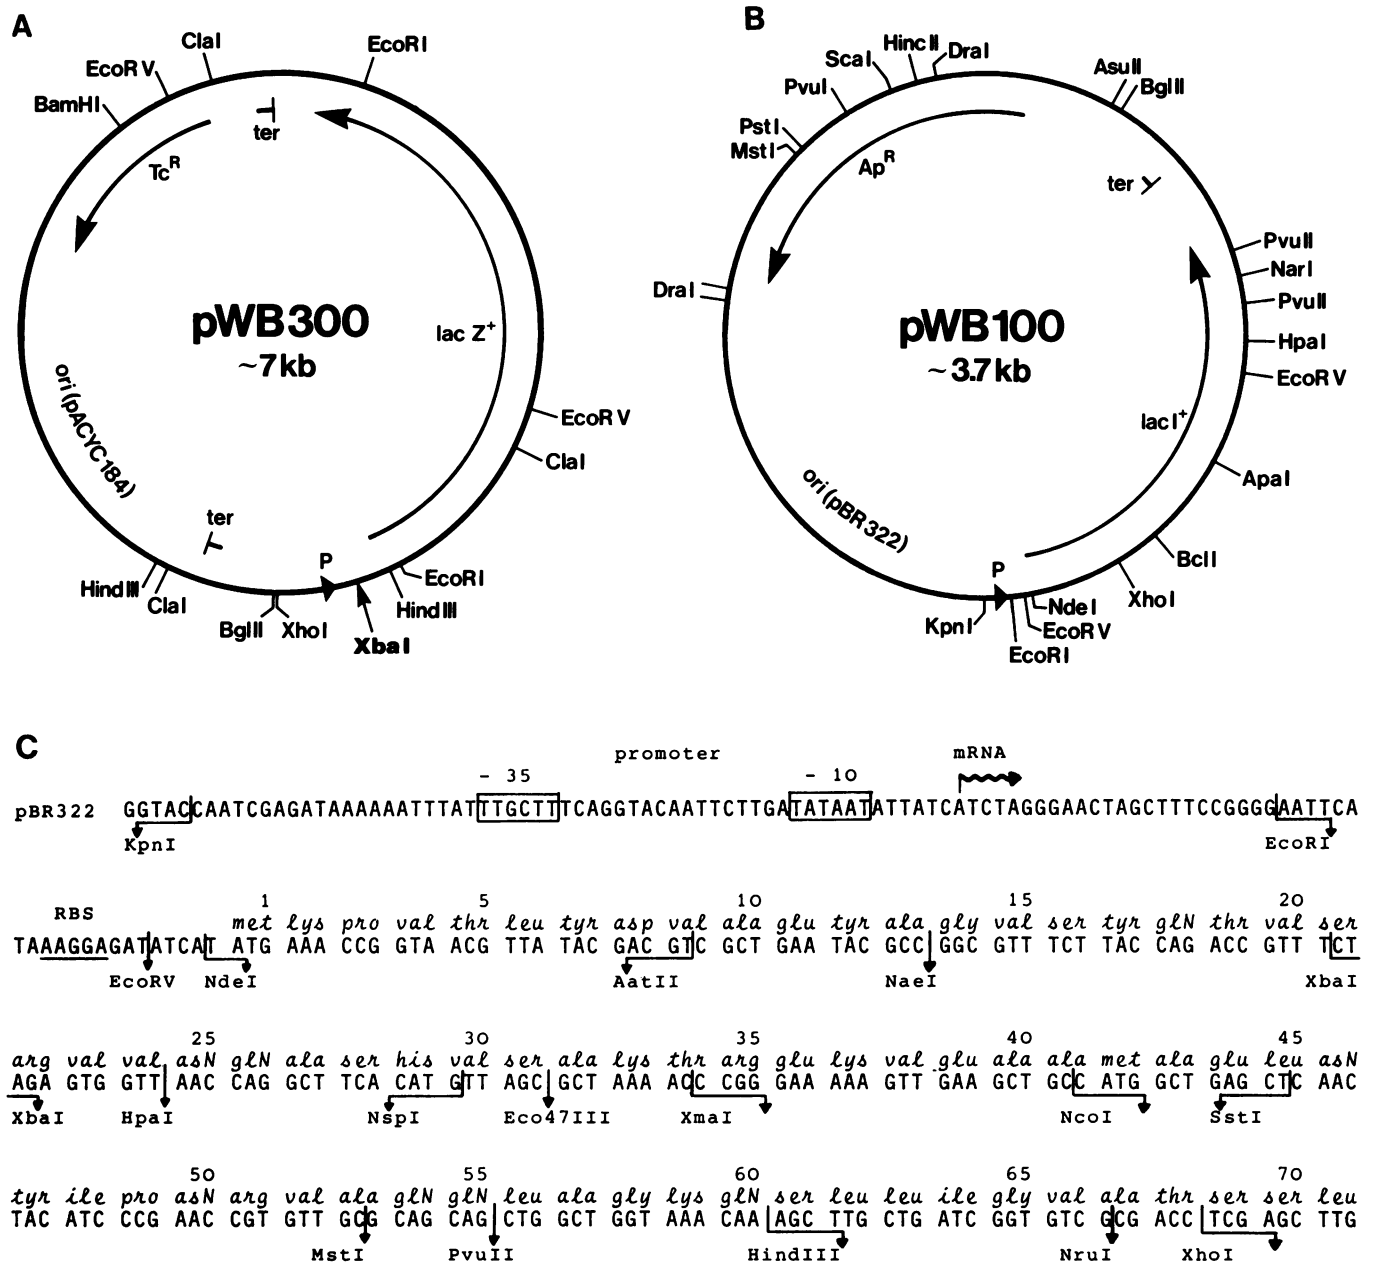 A
ClaI
EcoRI
EcoRV
BamHI
ter
TcR
pWB300
~7kb
lac Z+
ori (pACYC184)
EcoRV
ClaI
ter
P
HindIII
ClaI
BglII
XhoI
XbaI
HindIII
EcoRI
B
HincII
DraI
ScaI
PvuI
AsuII
BglII
PstI
MstI
ApR
ter
PvuII
NarI
DraI
PvuII
pWB100
~3.7kb
HpaI
EcoRV
lacI+
ApaI
ori (pBR322)
BclI
P
XhoI
NdeI
KpnI
EcoRV
EcoRI
C
promoter
mRNA
- 35
- 10
pBR322 GGTACCAATCGAGATAAAAAATTTATTTGCTTTCAGGTACAATTCTTGATATAATATTATCATCTAGGGAACTAGCTTTCCGGGGAATTCA
KpnI EcoRI
1 5 10 15 20
RBS
met lys pro val thr leu tyr asp val ala glu tyr ala gly val ser tyr glN thr val ser
TAAAGGAGATATCAT ATG AAA CCG GTA ACG TTA TAC GAC GTC GCT GAA TAC GCC GGC GTT TCT TAC CAG ACC GTT TCT
EcoRV NdeI AatII NaeI XbaI
25 30 35 40 45
arg val val asN glN ala ser his val ser ala lys thr arg glu lys val glu ala ala met ala glu leu asN
AGA GTG GTT AAC CAG GCT TCA CAT GTT AGC GCT AAA ACC CGG GAA AAA GTT GAA GCT GCC ATG GCT GAG CTC AAC
XbaI HpaI NspI Eco47III XmaI NcoI SstI
50 55 60 65 70
tyr ile pro asN arg val ala glN glN leu ala gly lys glN ser leu leu ile gly val ala thr ser ser leu
TAC ATC CCG AAC CGT GTT GCG CAG CAG CTG GCT GGT AAA CAA AGC TTG CTG ATC GGT GTC GCG ACC TCG AGC TTG
MstI PvuII HindIII NruI XhoI